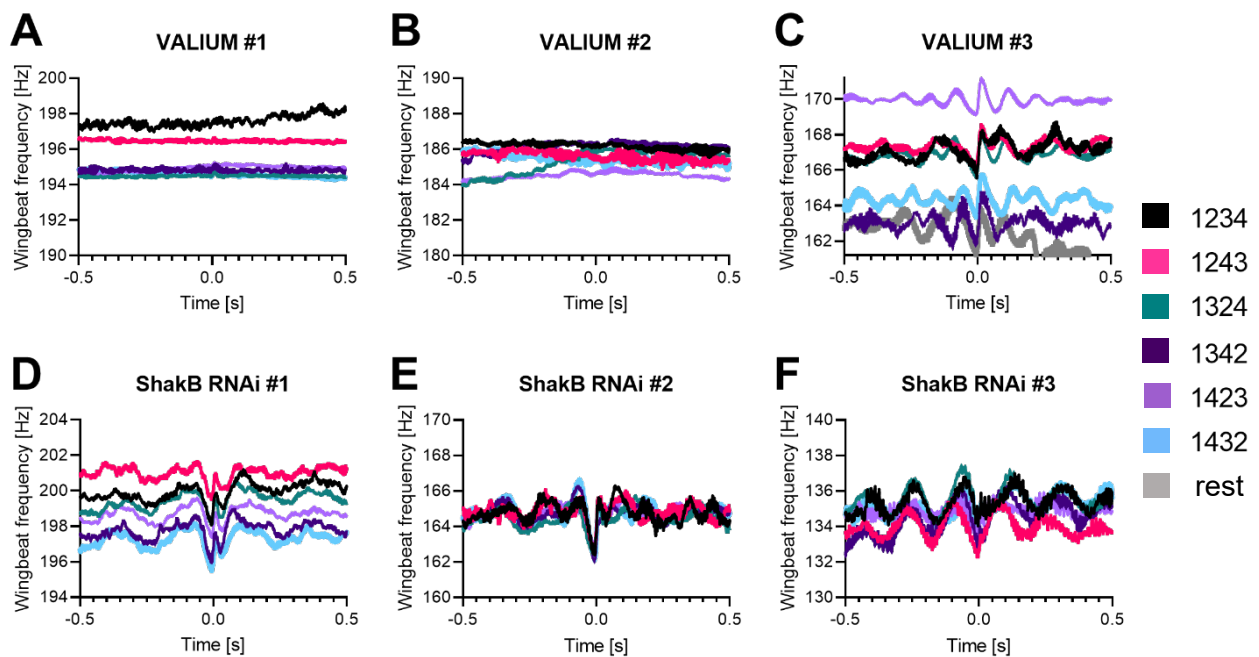 A
VALIUM #1
Wingbeat frequency [Hz]
200
198
196
194
192
190
-0.5
0.0
0.5
Time [s]
B
VALIUM #2
Wingbeat frequency [Hz]
190
188
186
184
182
180
-0.5
0.0
0.5
Time [s]
C
VALIUM #3
Wingbeat frequency [Hz]
170
168
166
164
162
-0.5
0.0
0.5
Time [s]
D
ShakB RNAi #1
Wingbeat frequency [Hz]
204
202
200
198
196
194
-0.5
0.0
0.5
Time [s]
E
ShakB RNAi #2
Wingbeat frequency [Hz]
170
168
166
164
162
160
-0.5
0.0
0.5
Time [s]
F
ShakB RNAi #3
Wingbeat frequency [Hz]
140
138
136
134
132
130
-0.5
0.0
0.5
Time [s]
1234
1243
1324
1342
1423
1432
rest